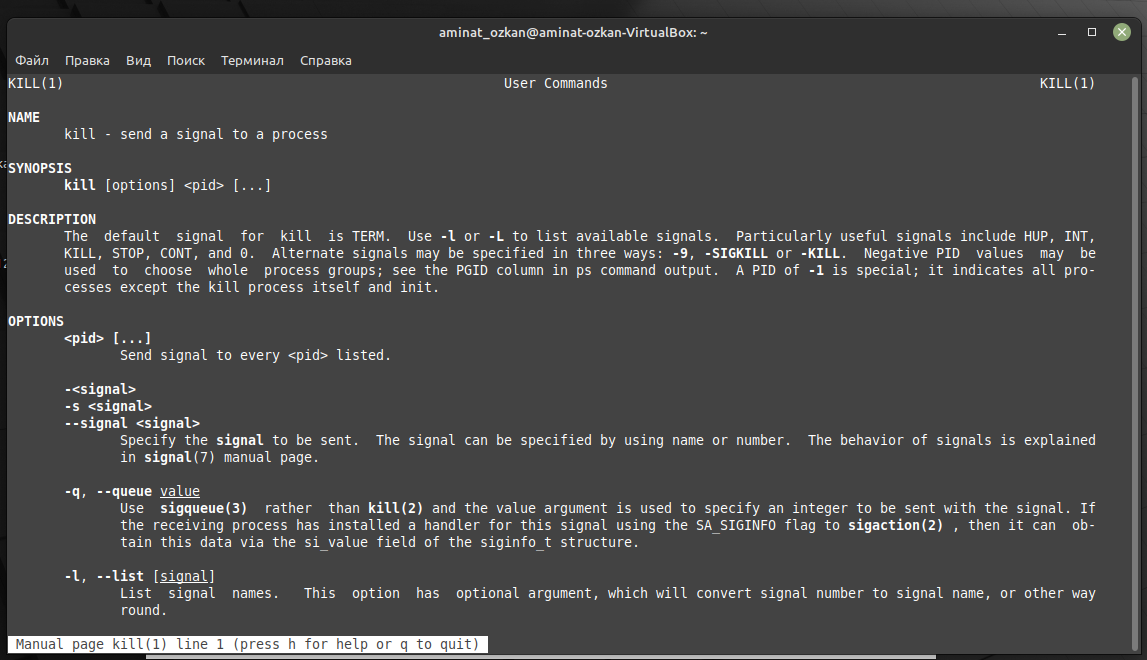 aminat_ozkan@aminat-ozkan-VirtualBox: ~
Файл Правка Вид Поиск Терминал Справка
KILL(1) User Commands KILL(1)
NAME
kill - send a signal to a process
SYNOPSIS
kill [options] <pid> [...]
DESCRIPTION
The default signal for kill is TERM. Use -l or -L to list available signals. Particularly useful signals include HUP, INT,
KILL, STOP, CONT, and 0. Alternate signals may be specified in three ways: -9, -SIGKILL or -KILL. Negative PID values may be
used to choose whole process groups; see the PGID column in ps command output. A PID of -1 is special; it indicates all pro-
cesses except the kill process itself and init.
OPTIONS
<pid> [...]
Send signal to every <pid> listed.
-<signal>
-s <signal>
--signal <signal>
Specify the signal to be sent. The signal can be specified by using name or number. The behavior of signals is explained
in signal(7) manual page.
-q, --queue value
Use sigqueue(3) rather than kill(2) and the value argument is used to specify an integer to be sent with the signal. If
the receiving process has installed a handler for this signal using the SA_SIGINFO flag to sigaction(2) , then it can ob-
tain this data via the si_value field of the siginfo_t structure.
-l, --list [signal]
List signal names. This option has optional argument, which will convert signal number to signal name, or other way
round.
Manual page kill(1) line 1 (press h for help or q to quit)